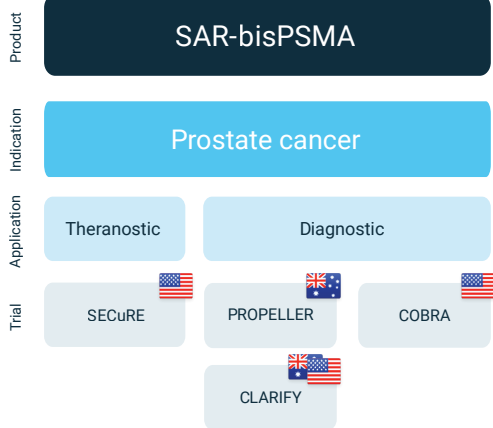 Product
SAR-bisPSMA
Indication
Prostate cancer
Application
Theranostic
Diagnostic
Trial
SECuRE
PROPELLER
COBRA
CLARIFY